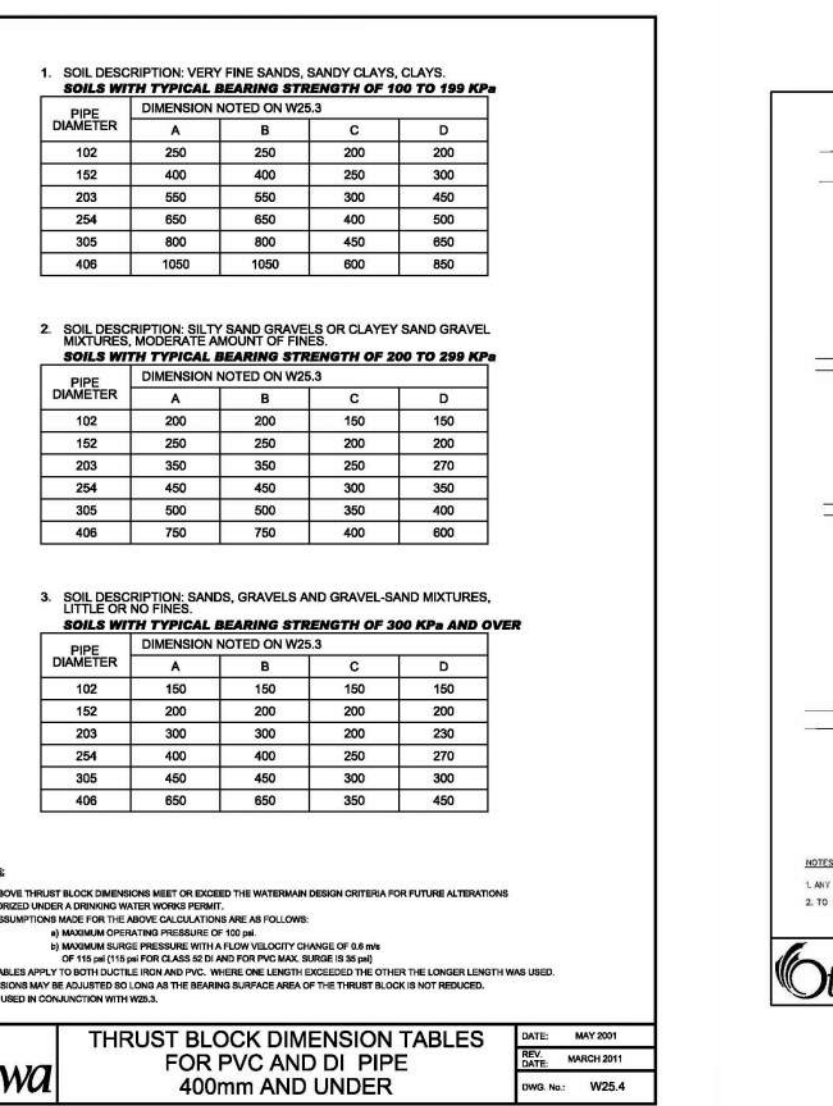 1. SOIL DESCRIPTION: VERY FINE SANDS, SANDY CLAYS, CLAYS.
SOILS WITH TYPICAL BEARING STRENGTH OF 100 TO 199 KPa
PIPE DIAMETER DIMENSION NOTED ON W25.3
A B C D
102 250 250 200 200
152 400 400 250 300
203 550 550 300 450
254 650 650 400 500
305 800 800 450 650
406 1050 1050 600 850
2. SOIL DESCRIPTION: SILTY SAND GRAVELS OR CLAYEY SAND GRAVEL
MIXTURES, MODERATE AMOUNT OF FINES.
SOILS WITH TYPICAL BEARING STRENGTH OF 200 TO 299 KPa
PIPE DIAMETER DIMENSION NOTED ON W25.3
A B C D
102 200 200 150 150
152 250 250 200 200
203 350 350 250 270
254 450 450 300 350
305 500 500 350 400
406 750 750 400 600
3. SOIL DESCRIPTION: SANDS, GRAVELS AND GRAVEL-SAND MIXTURES,
LITTLE OR NO FINES.
SOILS WITH TYPICAL BEARING STRENGTH OF 300 KPa AND OVER
PIPE DIAMETER DIMENSION NOTED ON W25.3
A B C D
102 150 150 150 150
152 200 200 200 200
203 300 300 200 230
254 400 400 250 270
305 450 450 300 300
406 650 650 350 450
BOVE THRUST BLOCK DIMENSIONS MEET OR EXCEED THE WATERMAIN DESIGN CRITERIA FOR FUTURE ALTERATIONS
ORIZED UNDER A DRINKING WATER WORKS PERMIT.
SSUMPTIONS MADE FOR THE ABOVE CALCULATIONS ARE AS FOLLOWS:
a) MAXIMUM OPERATING PRESSURE OF 100 psi.
b) MAXIMUM SURGE PRESSURE WITH A FLOW VELOCITY CHANGE OF 0.6 m/s
OF 115 psi (115 psi FOR CLASS 52 DI AND FOR PVC MAX. SURGE IS 35 psi)
ABLES APPLY TO BOTH DUCTILE IRON AND PVC. WHERE ONE LENGTH EXCEEDED THE OTHER THE LONGER LENGTH WAS USED.
SIONS MAY BE ADJUSTED SO LONG AS THE BEARING SURFACE AREA OF THE THRUST BLOCK IS NOT REDUCED.
USED IN CONJUNCTION WITH W25.3.
wa
THRUST BLOCK DIMENSION TABLES
FOR PVC AND DI PIPE
400mm AND UNDER
DATE: MAY 2001
REV. DATE: MARCH 2011
DWG. No.: W25.4
NOTES
1. ANY
2. TO
Ot